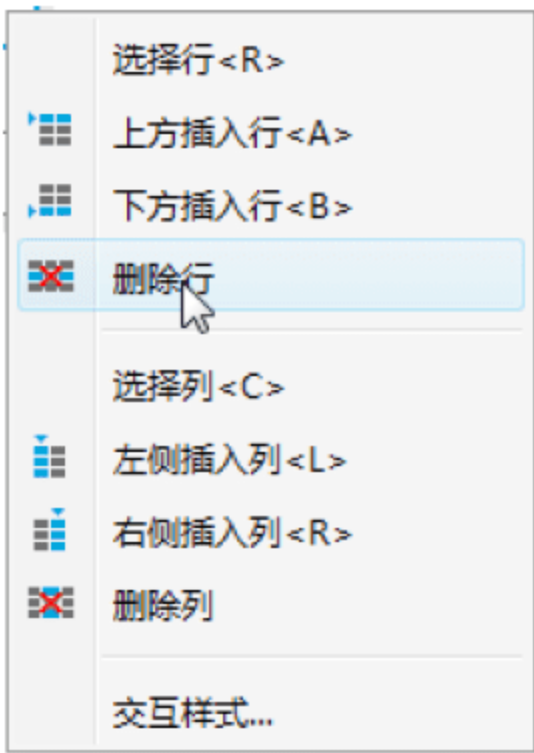 选择行<R>
上方插入行<A>
下方插入行<B>
删除行
选择列<C>
左侧插入列<L>
右侧插入列<R>
删除列
交互样式...